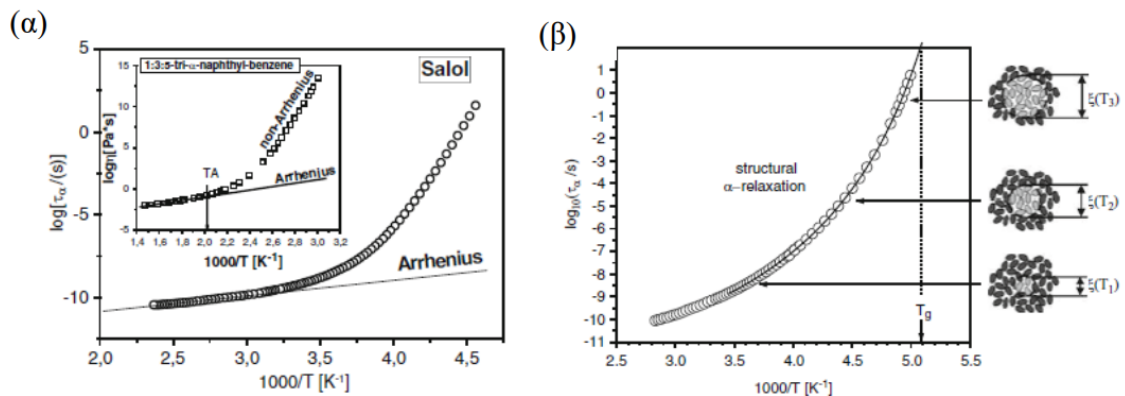 (α)
5
0
-5
-10
log[τα/(s)]
2,0 2,5 3,0 3,5 4,0 4,5
1000/T [K⁻¹]
Salol
Arrhenius
1:3:5-tri-α-naphthyl-benzene
15
10
5
0
-5
logη[Pa*s]
non-Arrhenius
TA
Arrhenius
1,4 1,6 1,8 2,0 2,2 2,4 2,6 2,8 3,0 3,2
1000/T [K⁻¹]
(β)
1
0
-1
-2
-3
-4
-5
-6
-7
-8
-9
-10
-11
log₁₀(τα/s)
structural
α-relaxation
Tg
2.5 3.0 3.5 4.0 4.5 5.0 5.5
1000/T [K⁻¹]
ξ(T₃)
ξ(T₂)
ξ(T₁)